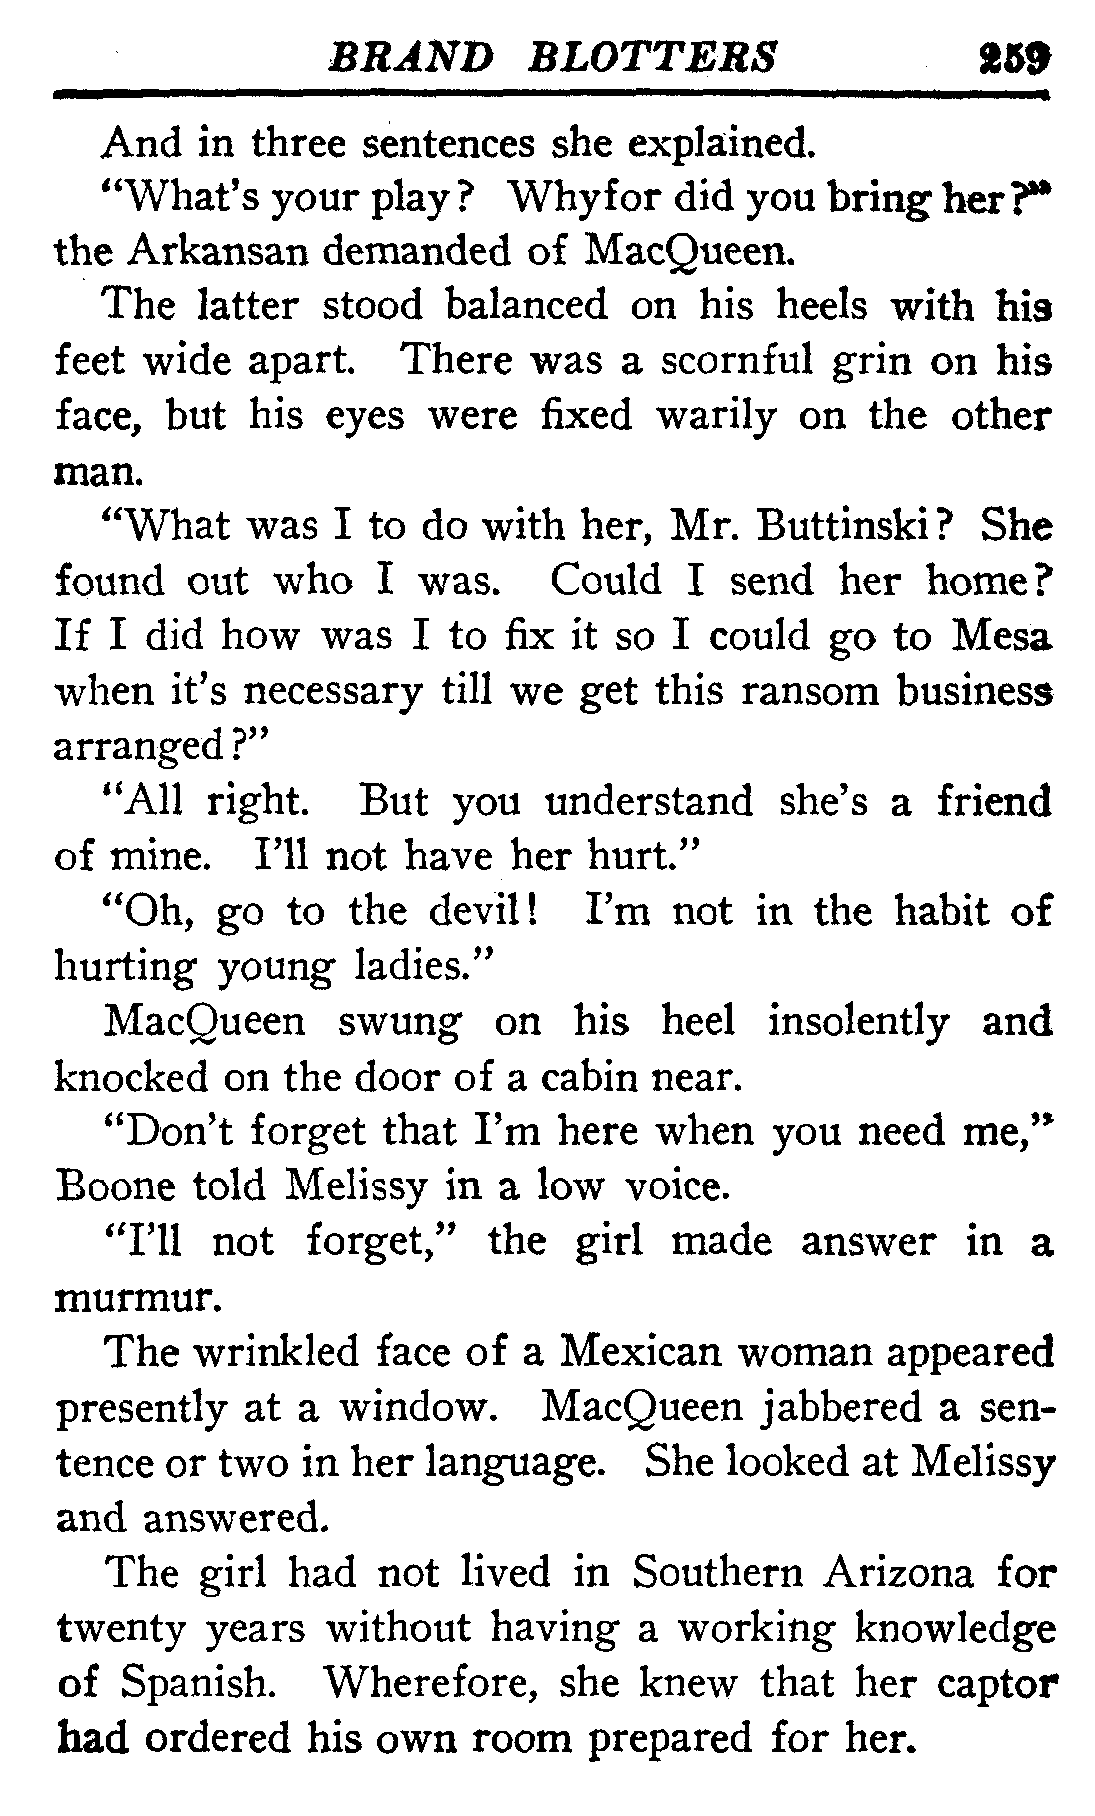 BRAND BLOTTERS 259
And in three sentences she explained.
"What's your play? Whyfor did you bring her?"
the Arkansan demanded of MacQueen.
The latter stood balanced on his heels with his
feet wide apart. There was a scornful grin on his
face, but his eyes were fixed warily on the other
man.
"What was I to do with her, Mr. Buttinski? She
found out who I was. Could I send her home?
If I did how was I to fix it so I could go to Mesa
when it's necessary till we get this ransom business
arranged?"
"All right. But you understand she's a friend
of mine. I'll not have her hurt."
"Oh, go to the devil! I'm not in the habit of
hurting young ladies."
MacQueen swung on his heel insolently and
knocked on the door of a cabin near.
"Don't forget that I'm here when you need me,"
Boone told Melissy in a low voice.
"I'll not forget," the girl made answer in a
murmur.
The wrinkled face of a Mexican woman appeared
presently at a window. MacQueen jabbered a sen-
tence or two in her language. She looked at Melissy
and answered.
The girl had not lived in Southern Arizona for
twenty years without having a working knowledge
of Spanish. Wherefore, she knew that her captor
had ordered his own room prepared for her.